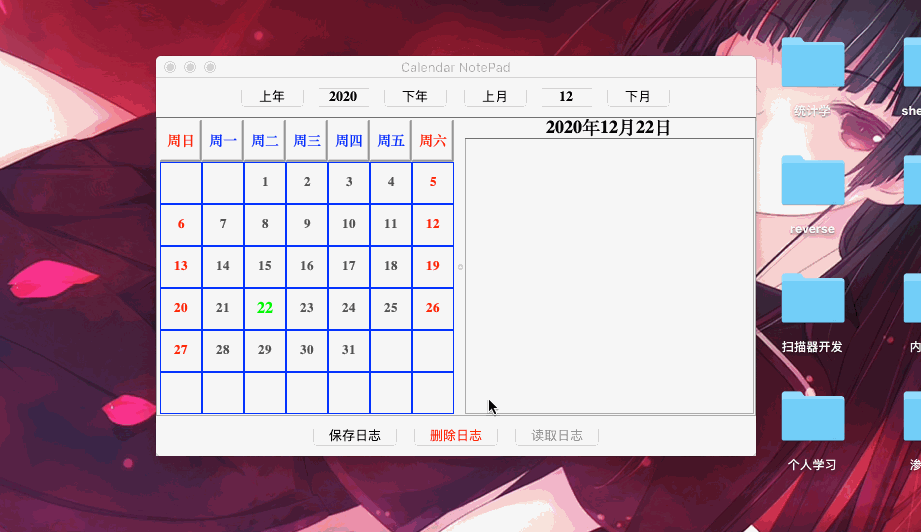 Calendar NotePad
上年 2020 下年 上月 12 下月
2020年12月22日
周日 周一 周二 周三 周四 周五 周六
1 2 3 4 5
6 7 8 9 10 11 12
13 14 15 16 17 18 19
20 21 22 23 24 25 26
27 28 29 30 31
保存日志 删除日志 读取日志
统计学 she
reverse
扫描器开发 内
个人学习 渗